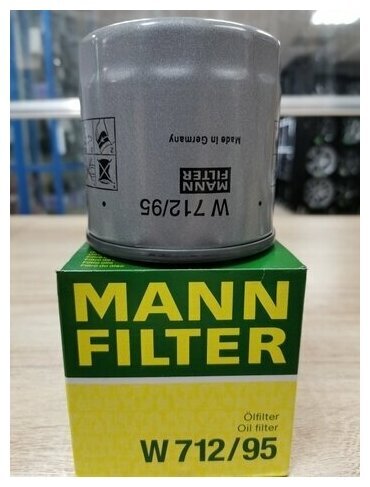 Made in Germany
MANN
FILTER
W 712/95
MANN
FILTER
Ölfilter
Oil filter
W 712/95